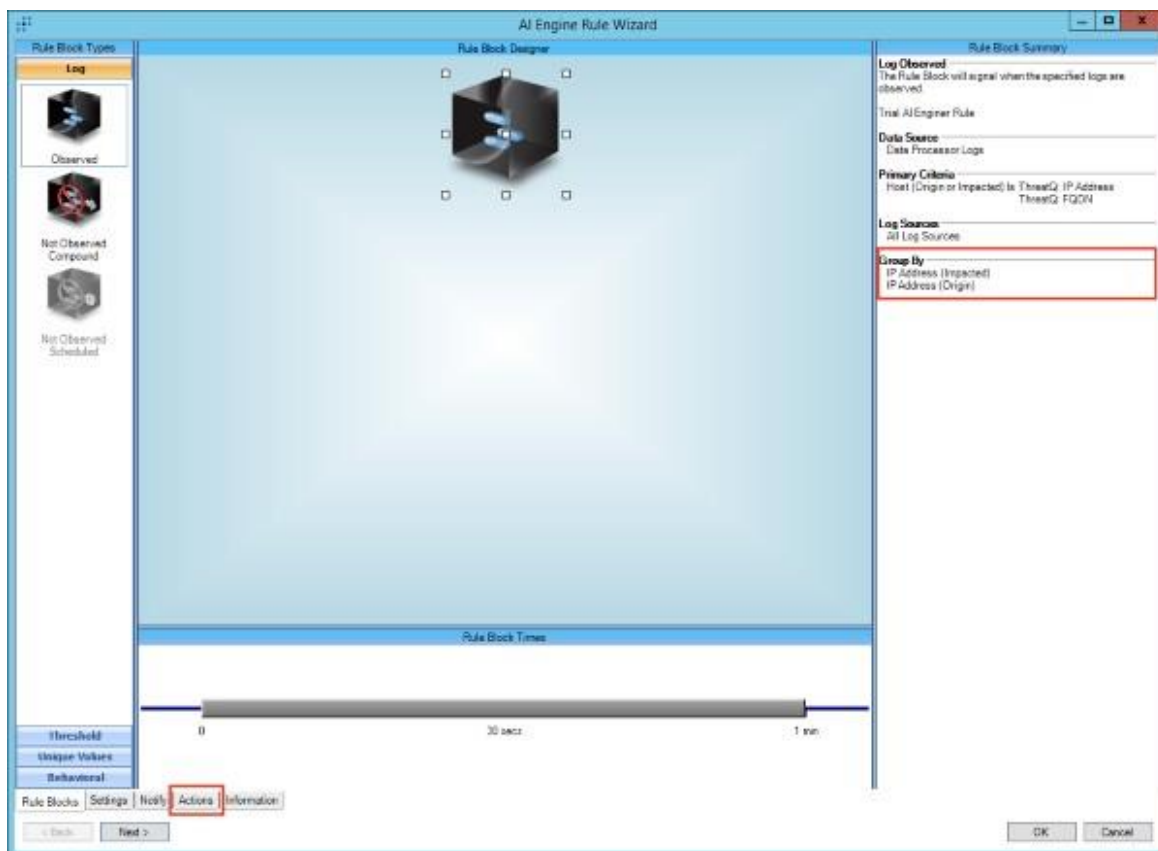 AI Engine Rule Wizard
Rule Block Types
Log
Observed
Not Observed
Compound
Not Observed
Scheduled
Threshold
Unique Values
Behavioral
Rule Block Designer
Rule Block Times
0
30 secs
1 min
Rule Block Summary
Log Observed
The Rule Block will signal when the specified logs are
observed.
Trial AI Enginer Rule
Data Source
Data Processor Logs
Primary Criteria
Host (Origin or Impacted) Is ThreatQ: IP Address
ThreatQ: FQDN
Log Sources
All Log Sources
Group By
IP Address (Impacted)
IP Address (Origin)
Rule Blocks Settings Notify Actions Information
< Back Next > OK Cancel